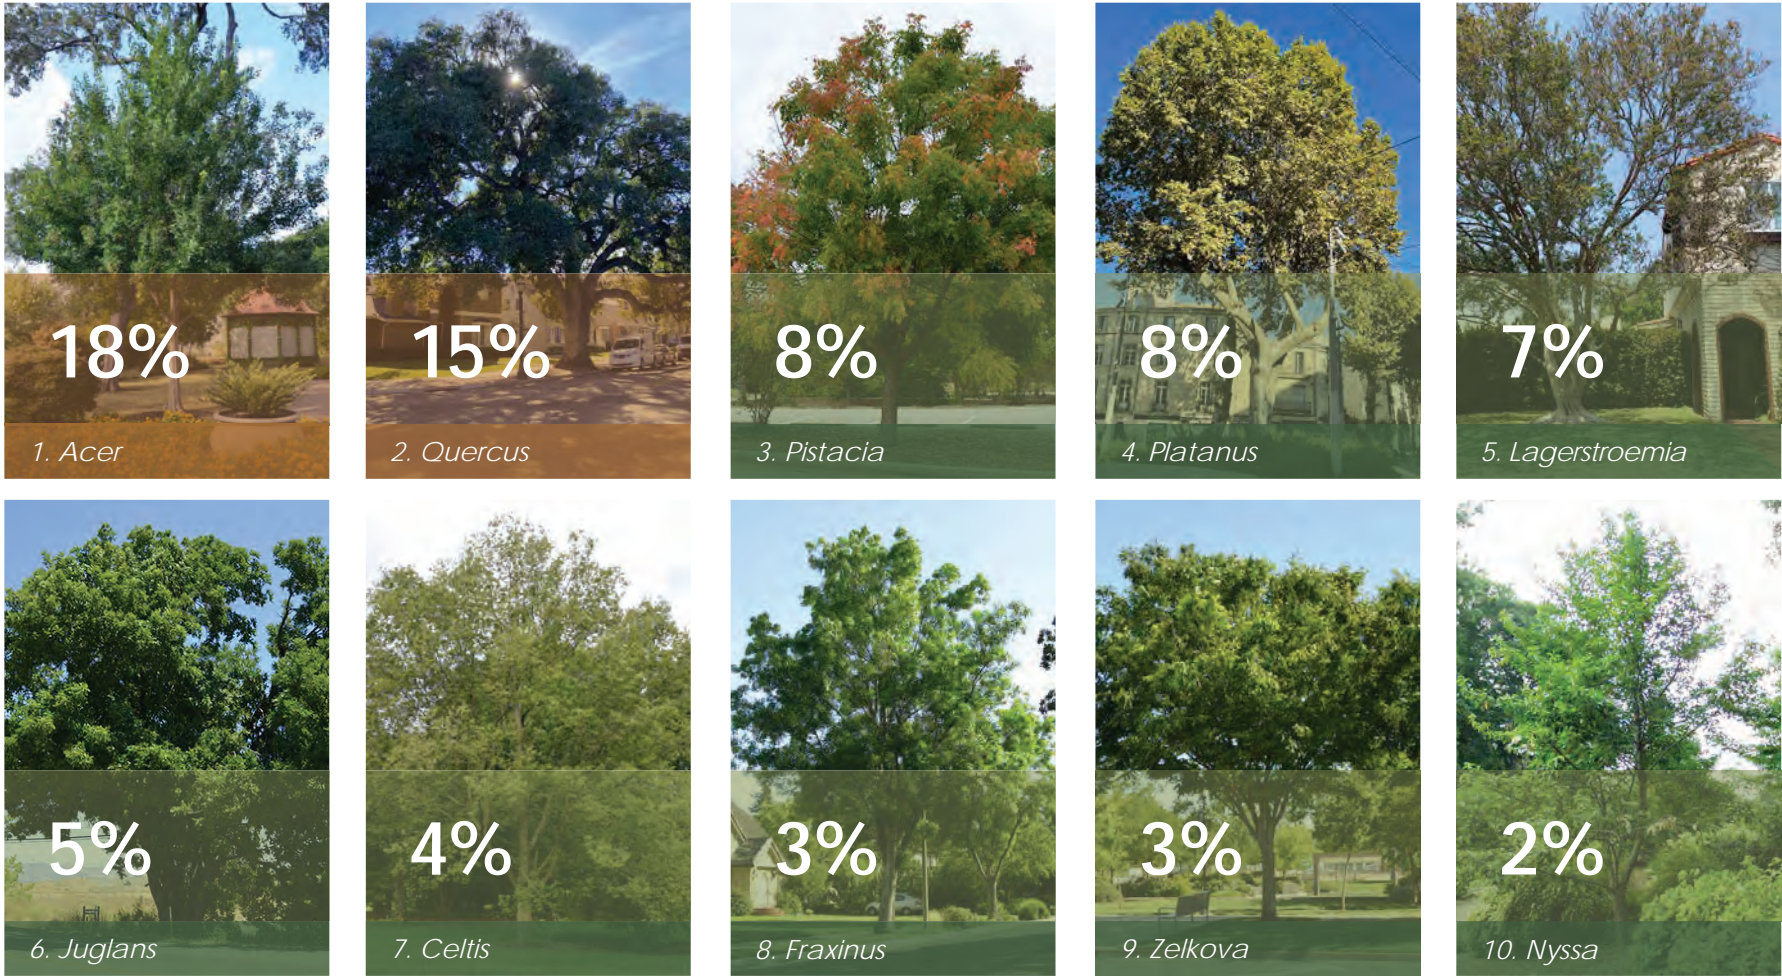 18%
1. Acer
15%
2. Quercus
8%
3. Pistacia
8%
4. Platanus
7%
5. Lagerstroemia
5%
6. Juglans
4%
7. Celtis
3%
8. Fraxinus
3%
9. Zelkova
2%
10. Nyssa